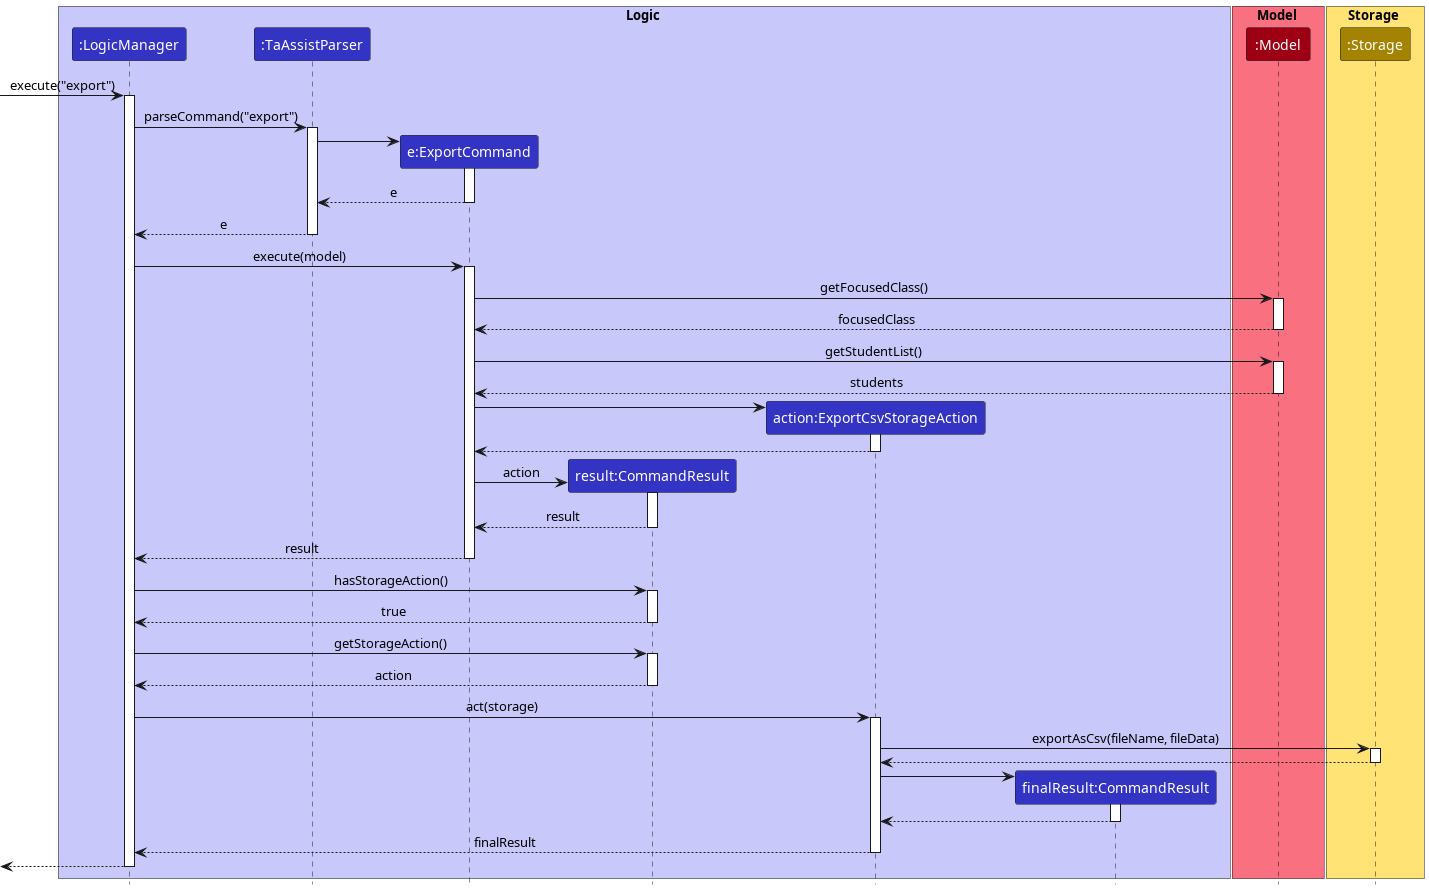 Logic
Model
Storage
:LogicManager
:TaAssistParser
:Model
:Storage
execute("export")
parseCommand("export")
e:ExportCommand
e
e
execute(model)
getFocusedClass()
focusedClass
getStudentList()
students
action:ExportCsvStorageAction
action
result:CommandResult
result
result
hasStorageAction()
true
getStorageAction()
action
act(storage)
exportAsCsv(fileName, fileData)
finalResult:CommandResult
finalResult